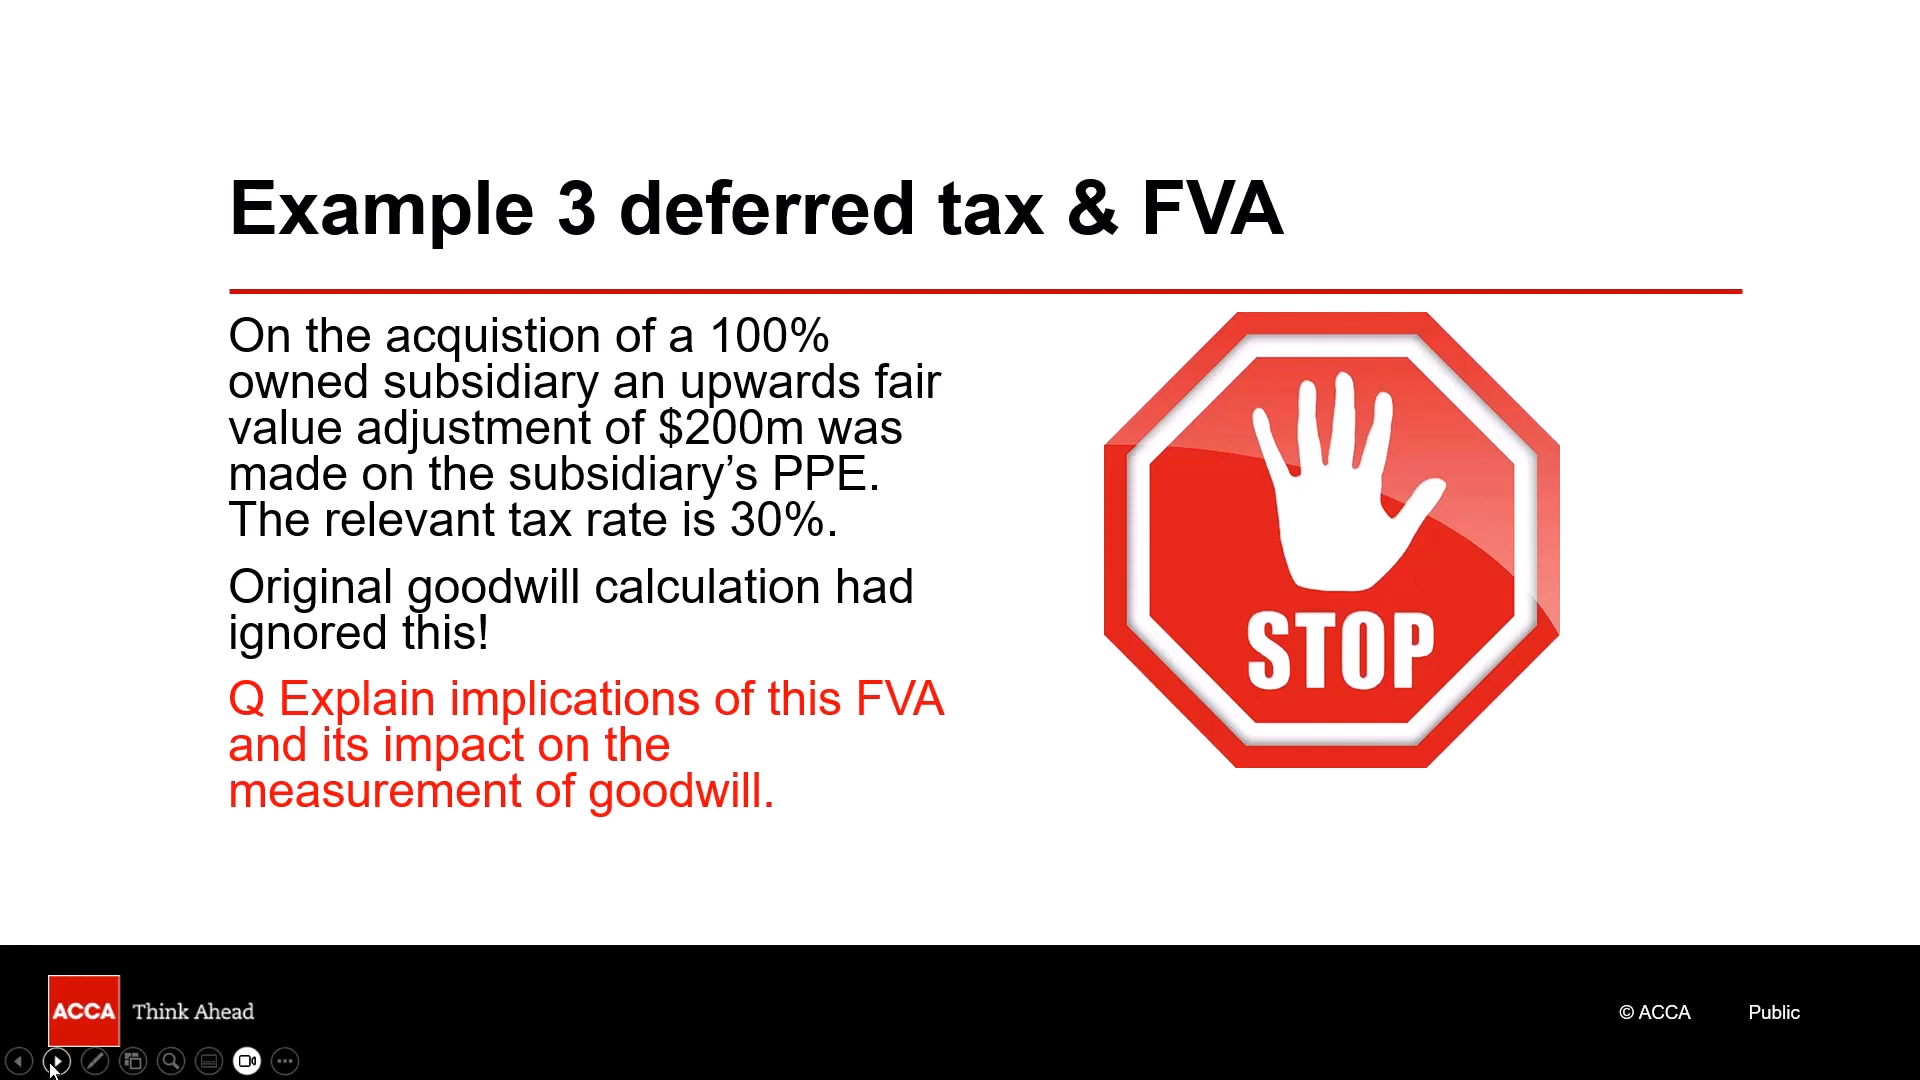 Example 3 deferred tax & FVA
On the acquistion of a 100%
owned subsidiary an upwards fair
value adjustment of $200m was
made on the subsidiary’s PPE.
The relevant tax rate is 30%.
Original goodwill calculation had
ignored this!
Q Explain implications of this FVA
and its impact on the
measurement of goodwill.
STOP
ACCA Think Ahead
© ACCA Public